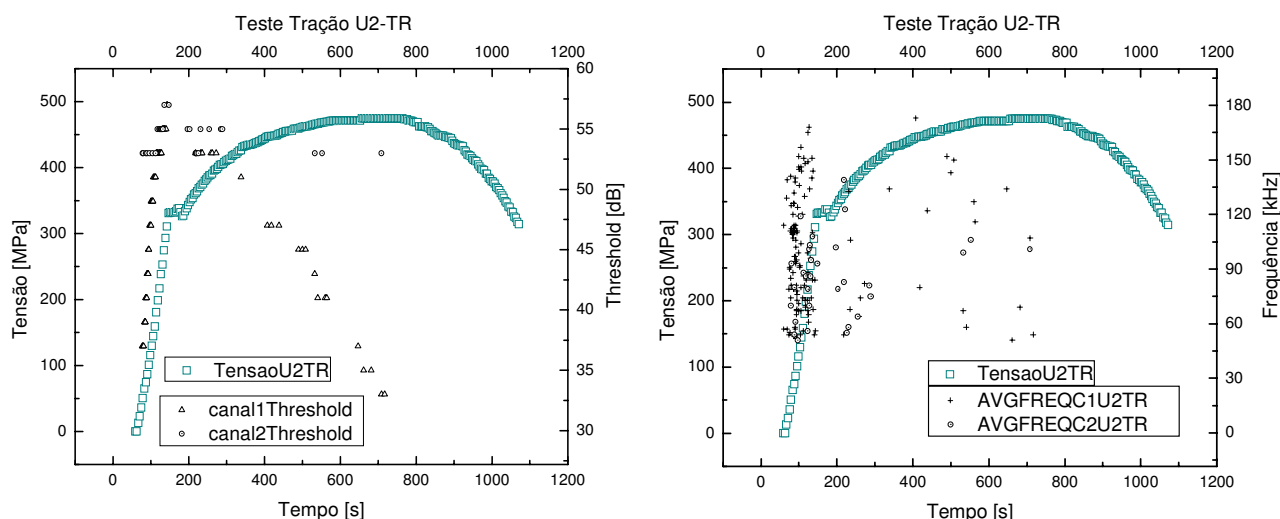 Teste Tração U2-TR
0 200 400 600 800 1000 1200
500
400
300
200
100
0
Tensão [MPa]
60
55
50
45
40
35
30
Threshold [dB]
TensaoU2TR
canal1Threshold
canal2Threshold
0 200 400 600 800 1000 1200
Tempo [s]
Teste Tração U2-TR
0 200 400 600 800 1000 1200
500
400
300
200
100
0
Tensão [MPa]
180
150
120
90
60
30
0
Frequência [kHz]
TensaoU2TR
AVGFREQC1U2TR
AVGFREQC2U2TR
0 200 400 600 800 1000 1200
Tempo [s]